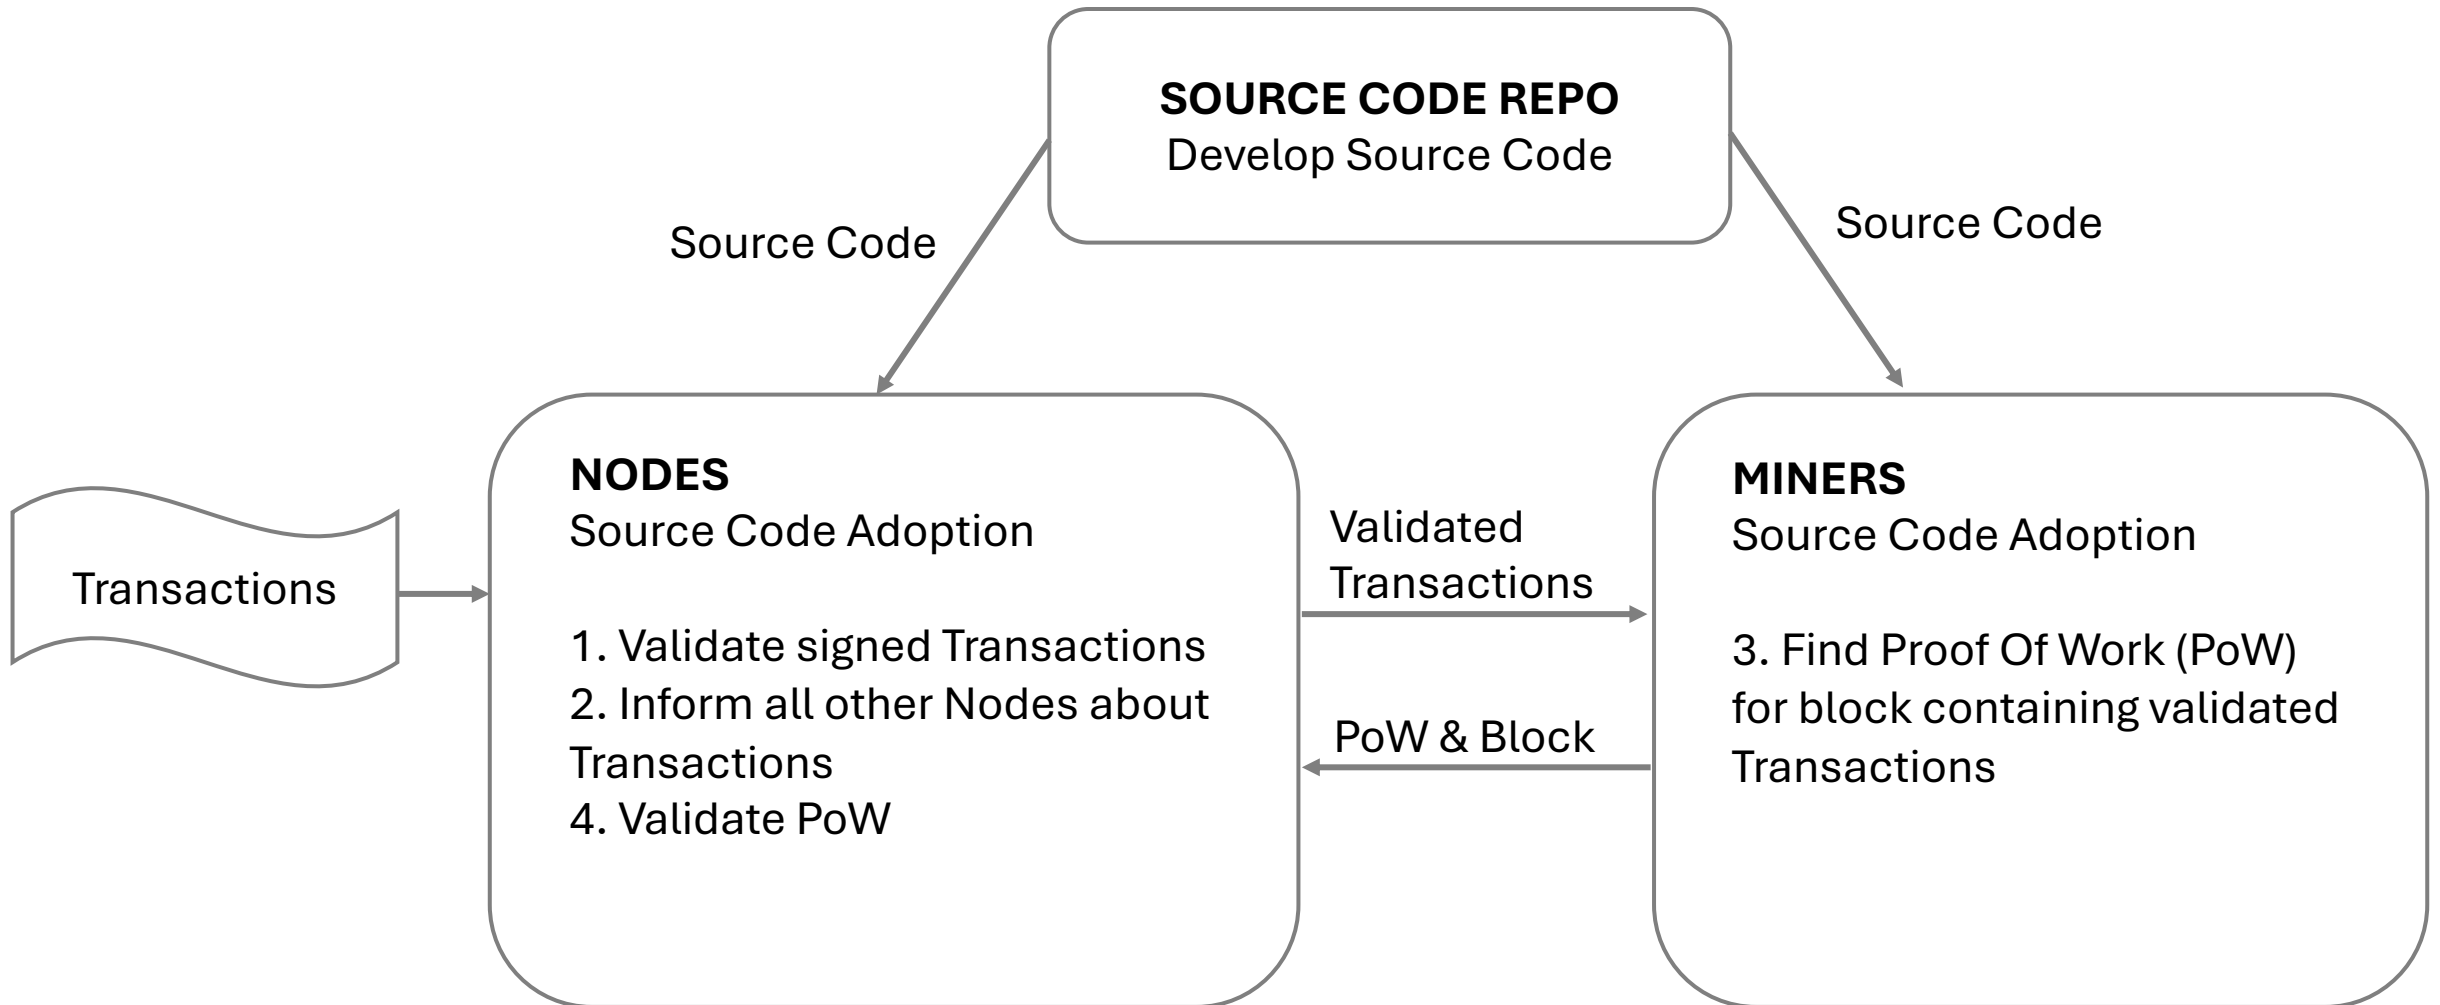 SOURCE CODE REPO
Develop Source Code
Source Code
Source Code
Transactions
NODES
Source Code Adoption
1. Validate signed Transactions
2. Inform all other Nodes about
Transactions
4. Validate PoW
Validated
Transactions
PoW & Block
MINERS
Source Code Adoption
3. Find Proof Of Work (PoW)
for block containing validated
Transactions